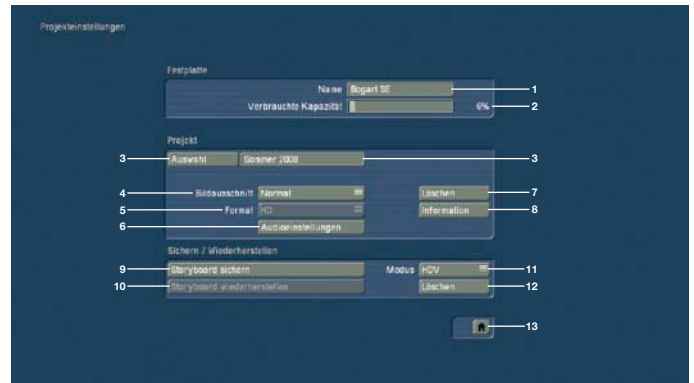 Projekteinstellungen
Festplatte
Name Bogart SE 1
Verbrauchte Kapazität 6% 2
Projekt
3 Auswahl Sommer 2008 3
4 Bildausschnitt Normal Löschen 7
5 Format HD Information 8
6 Audioeinstellungen
Sichern / Wiederherstellen
9 Storyboard sichern Modus HDV 11
10 Storyboard wiederherstellen Löschen 12
13